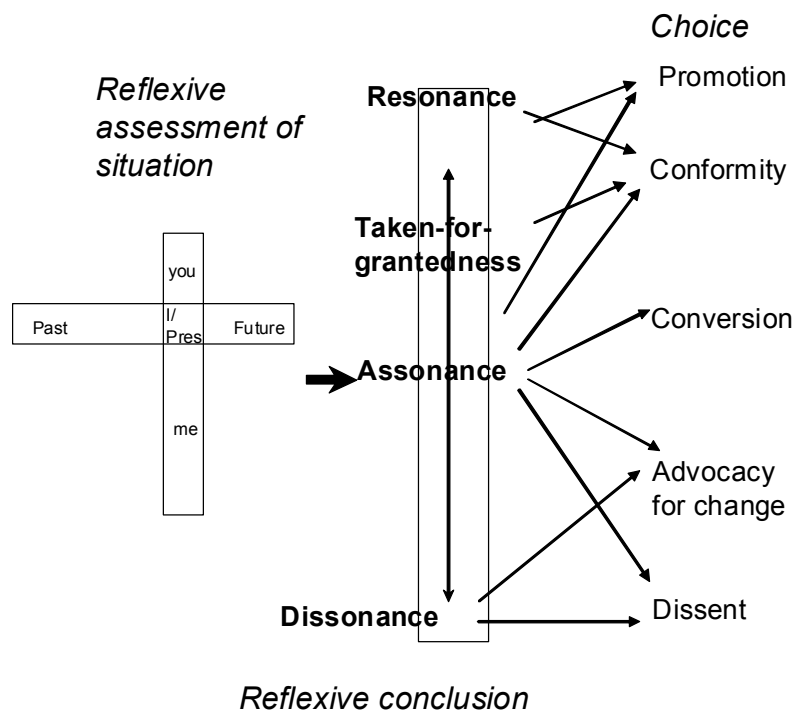 Choice
Reflexive
assessment of
situation
Resonance
Promotion
Conformity
Taken-for-
grantedness
you
Past
I/
Pres
Future
me
Conversion
Assonance
Advocacy
for change
Dissonance
Dissent
Reflexive conclusion